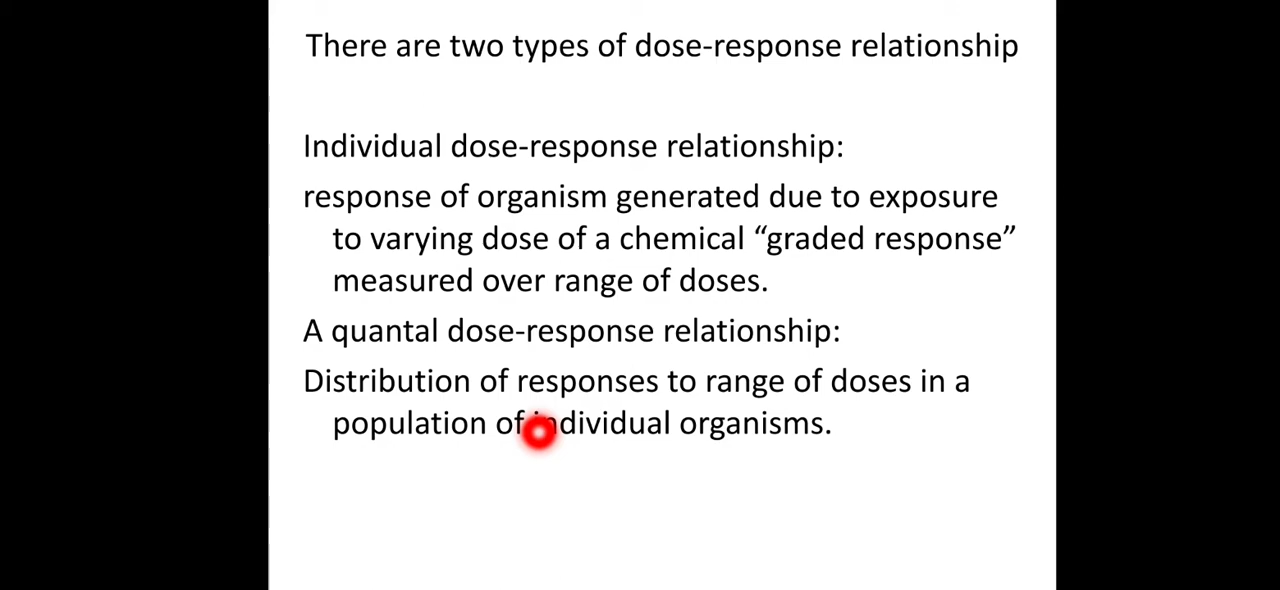 There are two types of dose-response relationship
Individual dose-response relationship:
response of organism generated due to exposure
to varying dose of a chemical “graded response”
measured over range of doses.
A quantal dose-response relationship:
Distribution of responses to range of doses in a
population of individual organisms.